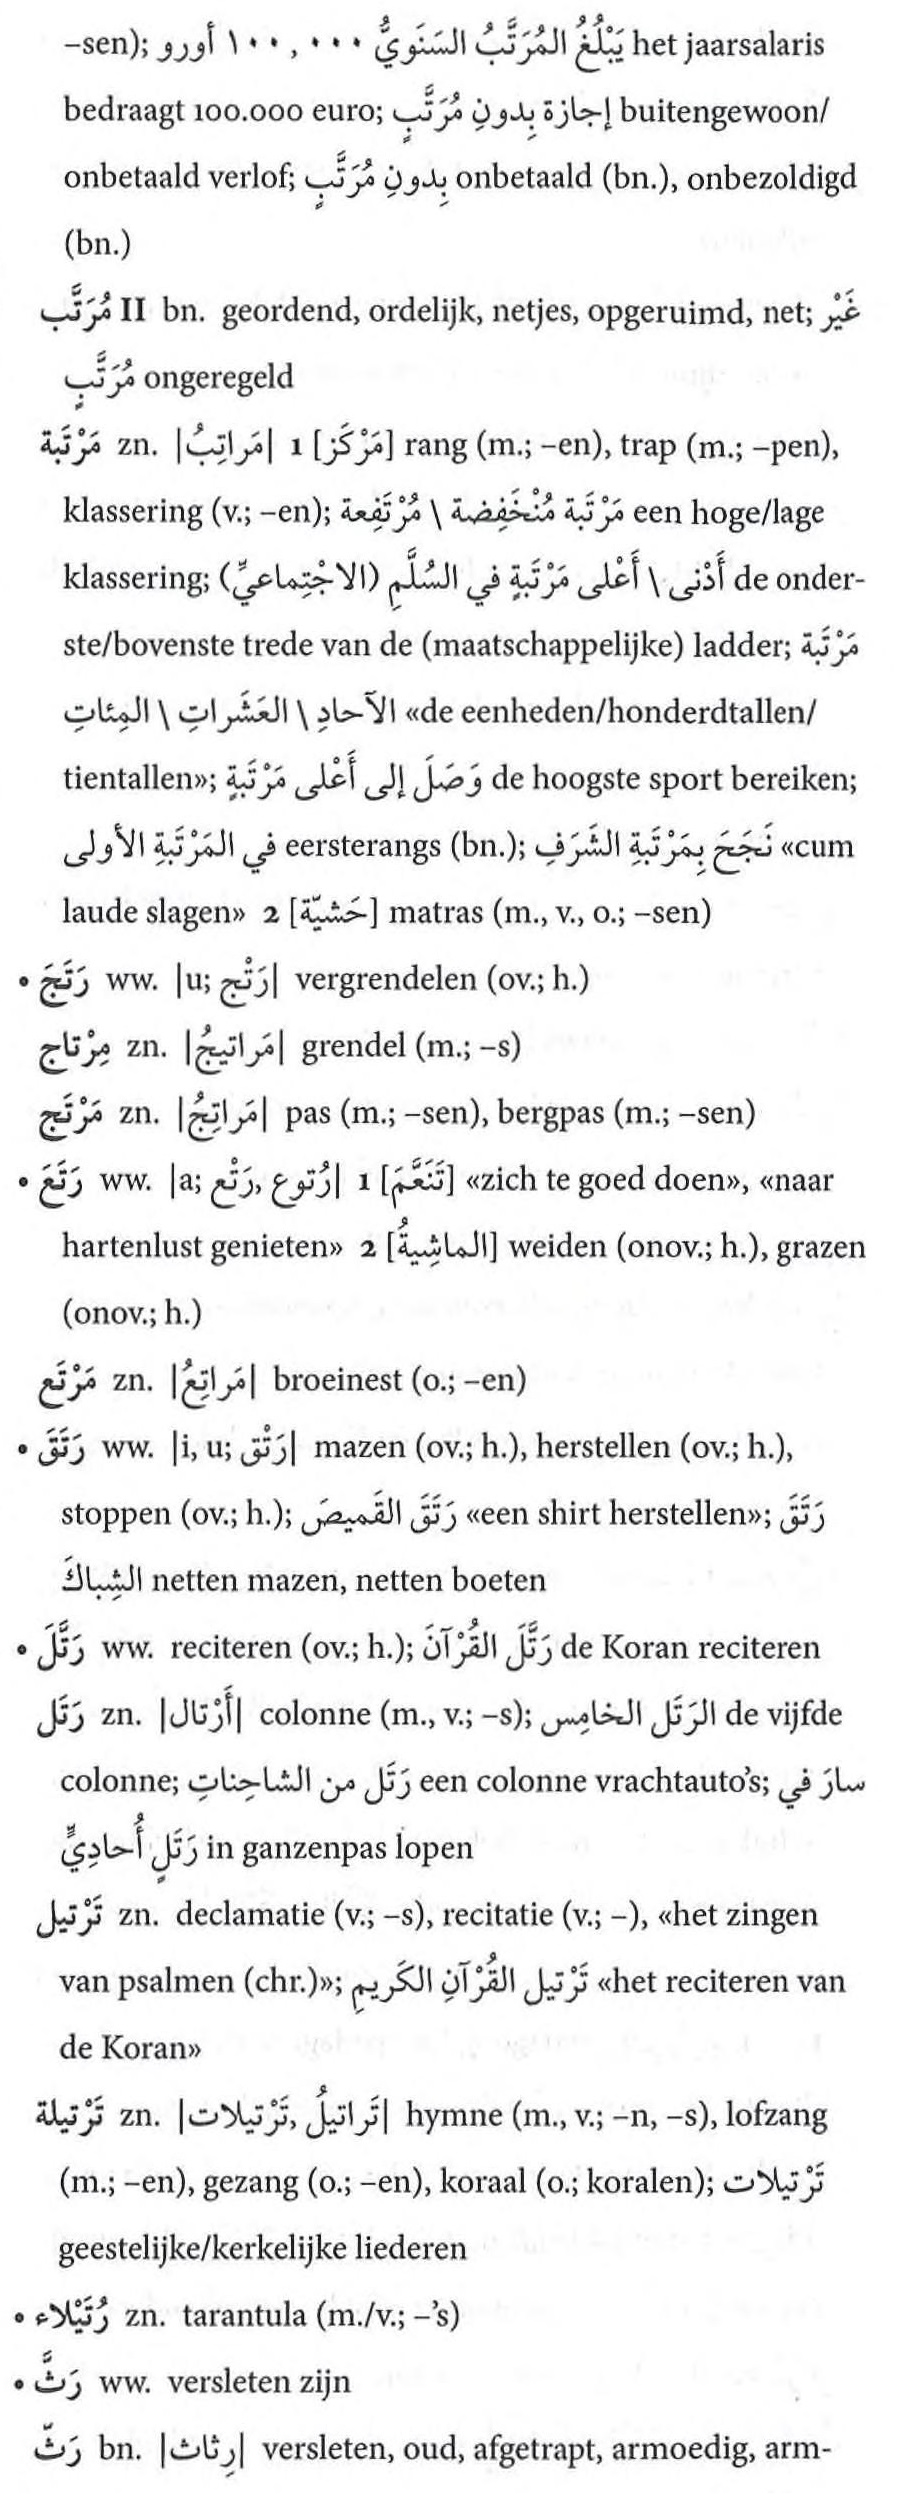 –sen); يَبْلُغُ المُرَتَّبُ السَنَويُّ ١٠٠,٠٠٠ أورو het jaarsalaris
bedraagt 100.000 euro; إجازة بِدونِ مُرَتَّبٍ buitengewoon/
onbetaald verlof; بِدونِ مُرَتَّبٍ onbetaald (bn.), onbezoldigd
(bn.)
مُرَتَّب II bn. geordend, ordelijk, netjes, opgeruimd, net; غَيْر
مُرَتَّبٍ ongeregeld
مَرْتَبة zn. |مَراتِبُ| 1 [مَرْكَز] rang (m.; –en), trap (m.; –pen),
klassering (v.; –en); مَرْتَبة مُنْخَفِضة \ مُرْتَفِعة een hoge/lage
klassering; أَدْنى \ أَعْلى مَرْتَبةٍ في السُلَّمِ (الاجْتِماعيِّ) de onder-
ste/bovenste trede van de (maatschappelijke) ladder; مَرْتَبة
الآحادِ \ العَشَراتِ \ المِئاتِ «de eenheden/honderdtallen/
tientallen»; وَصَلَ إلى أَعْلى مَرْتَبةٍ de hoogste sport bereiken;
في المَرْتَبةِ الأولى eersterangs (bn.); نَجَحَ بِمَرْتَبةِ الشَرَفِ «cum
laude slagen» 2 [حَشيّة] matras (m., v., o.; –sen)
• رَتَجَ ww. |u; رَتْج| vergrendelen (ov.; h.)
مِرْتاج zn. |مَراتيجُ| grendel (m.; –s)
مَرْتَج zn. |مَراتِجُ| pas (m.; –sen), bergpas (m.; –sen)
• رَتَعَ ww. |a; رَتْع, رُتوع| 1 [تَنَعَّمَ] «zich te goed doen», «naar
hartenlust genieten» 2 [الماشِيةُ] weiden (onov.; h.), grazen
(onov.; h.)
مَرْتَع zn. |مَراتِعُ| broeinest (o.; –en)
• رَتَقَ ww. |i, u; رَتْق| mazen (ov.; h.), herstellen (ov.; h.),
stoppen (ov.; h.); رَتَقَ القَميصَ «een shirt herstellen»; رَتَقَ
الشِباكَ netten mazen, netten boeten
• رَتَّلَ ww. reciteren (ov.; h.); رَتَّلَ القُرْآنَ de Koran reciteren
رَتَل zn. |أَرْتال| colonne (m., v.; –s); الرَتَل الخامِس de vijfde
colonne; رَتَل من الشاحِناتِ een colonne vrachtauto’s; سارَ في
رَتَلٍ أُحاديٍّ in ganzenpas lopen
تَرْتيل zn. declamatie (v.; –s), recitatie (v.; –), «het zingen
van psalmen (chr.)»; تَرْتيل القُرْآنِ الكَريمِ «het reciteren van
de Koran»
تَرْتيلة zn. |تَراتيلُ, تَرْتيلات| hymne (m., v.; –n, –s), lofzang
(m.; –en), gezang (o.; –en), koraal (o.; koralen); تَرْتيلات
geestelijke/kerkelijke liederen
• رُتَيْلاء zn. tarantula (m./v.; –’s)
• رَثَّ ww. versleten zijn
رَثّ bn. |رِثاث| versleten, oud, afgetrapt, armoedig, arm-